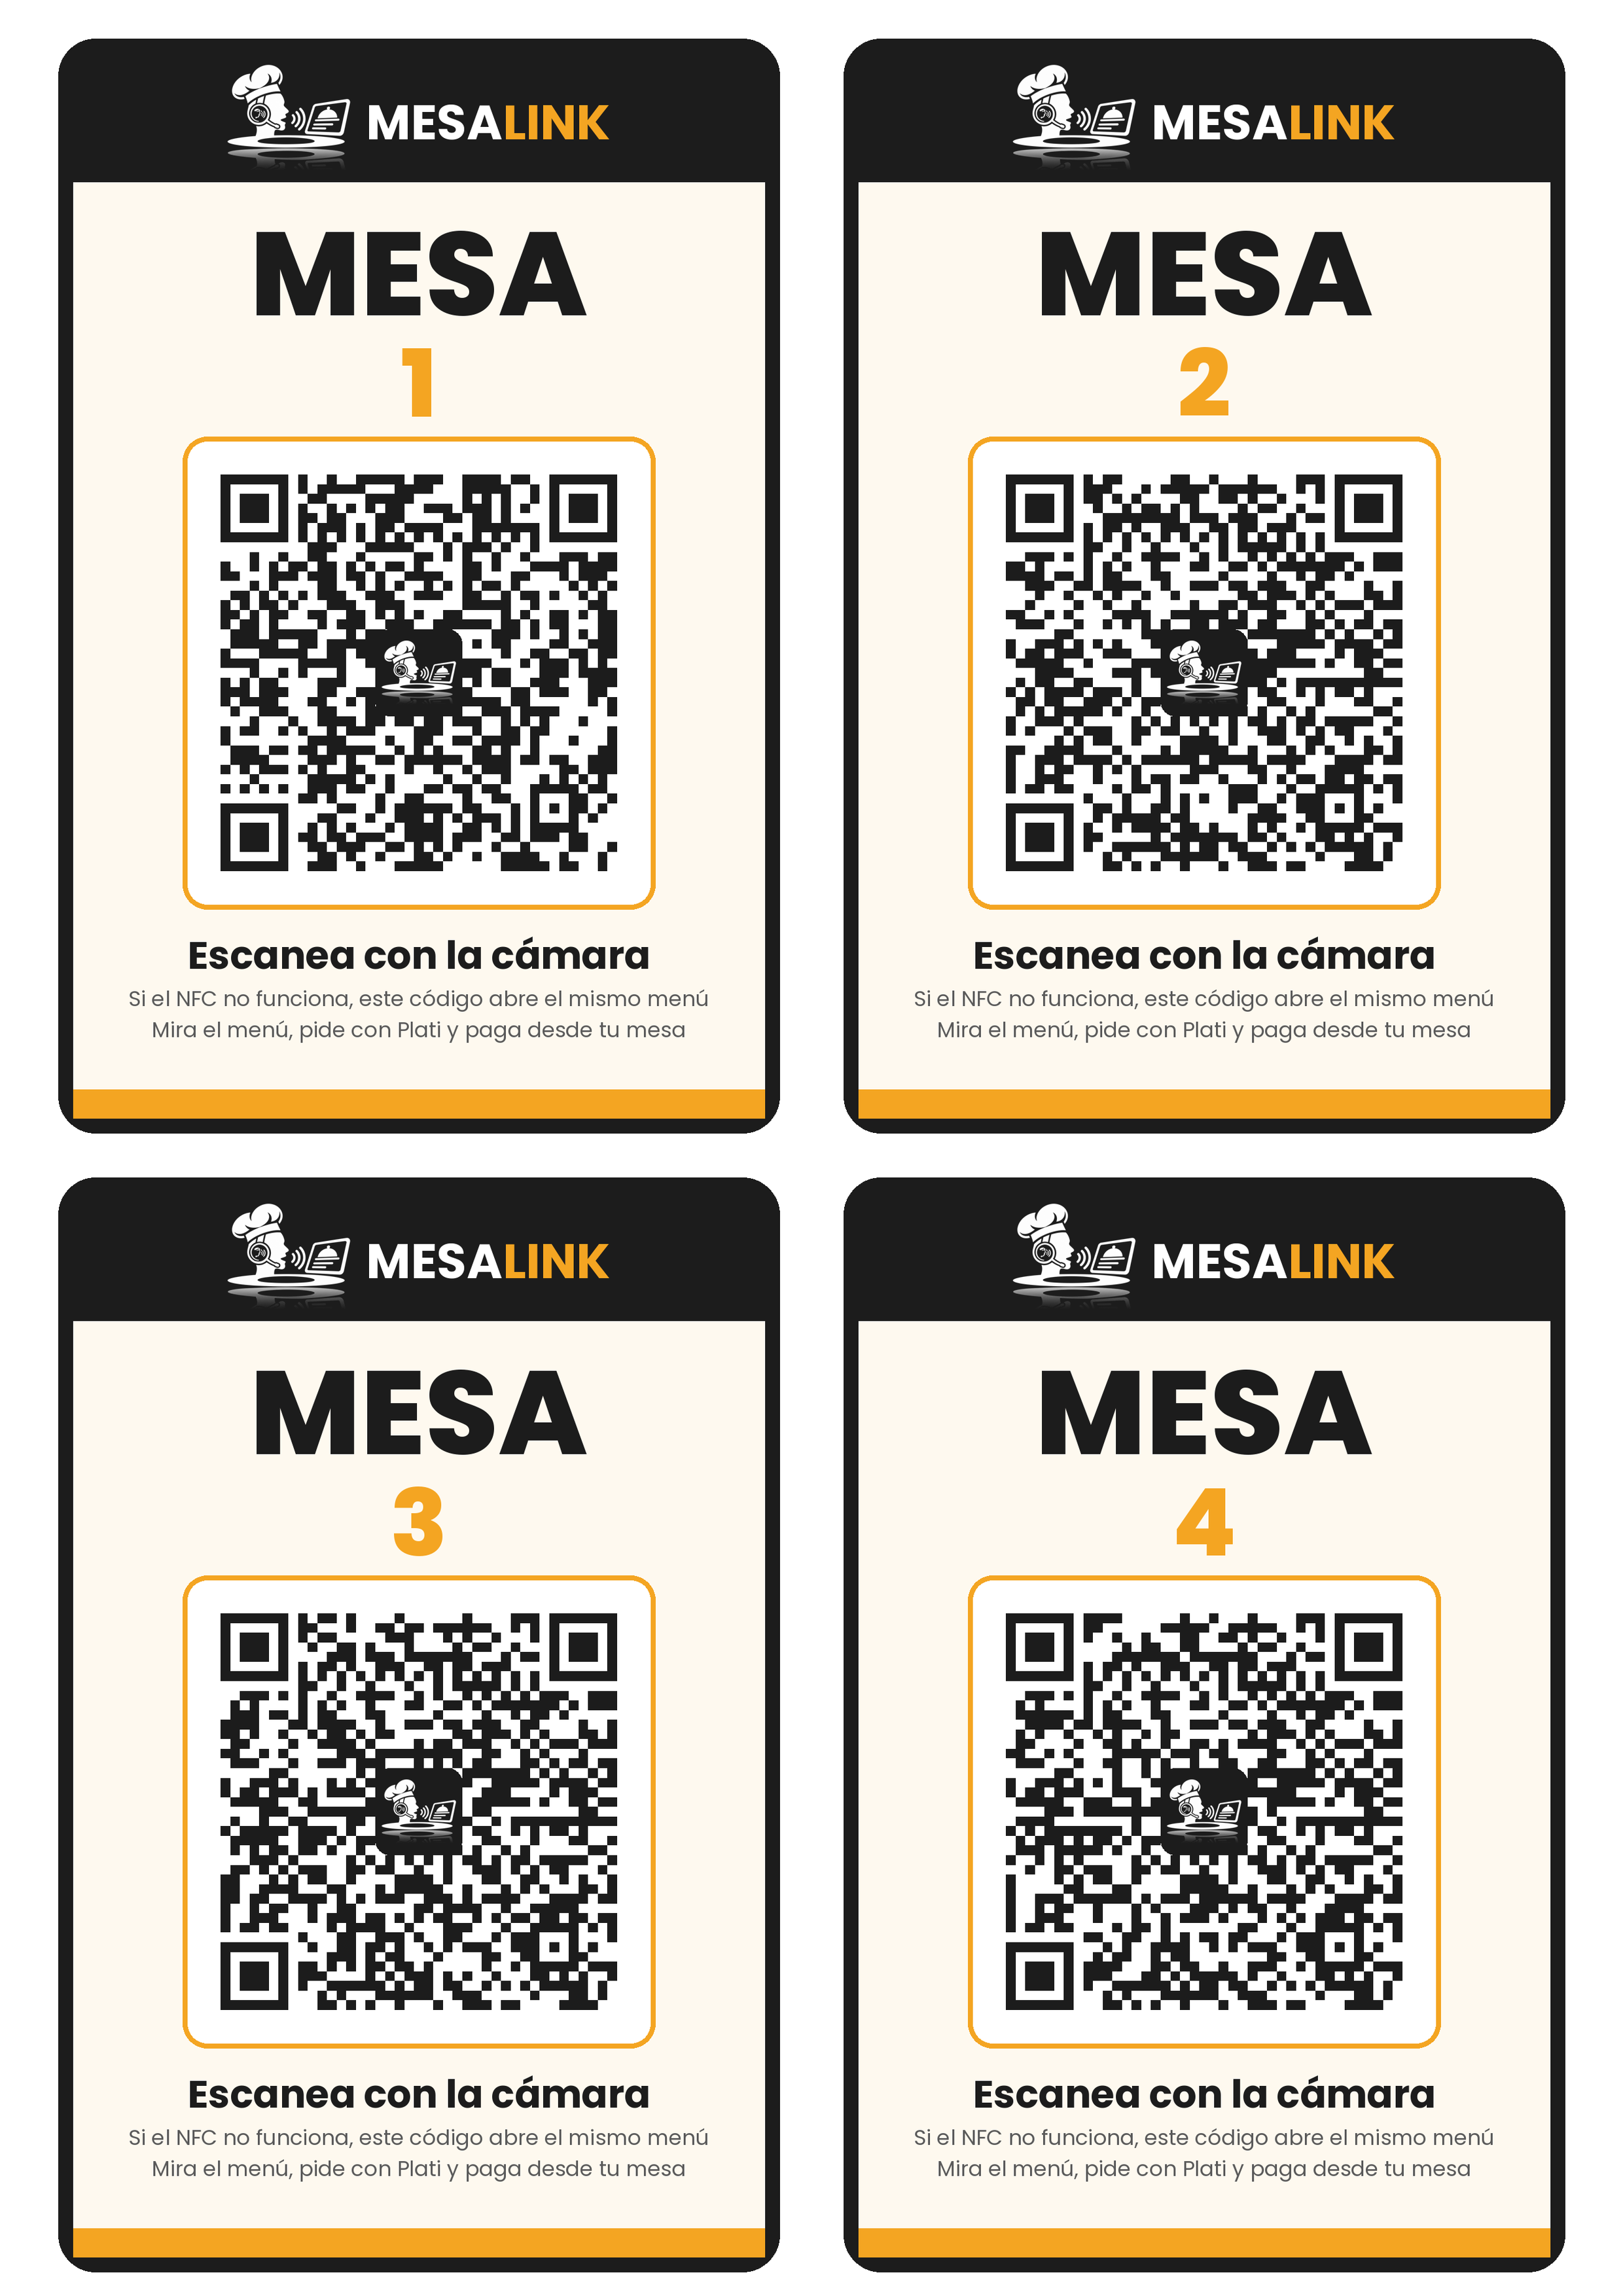 MESALINK
MESA
1
Escanea con la cámara
Si el NFC no funciona, este código abre el mismo menú
Mira el menú, pide con Plati y paga desde tu mesa
MESALINK
MESA
2
Escanea con la cámara
Si el NFC no funciona, este código abre el mismo menú
Mira el menú, pide con Plati y paga desde tu mesa
MESALINK
MESA
3
Escanea con la cámara
Si el NFC no funciona, este código abre el mismo menú
Mira el menú, pide con Plati y paga desde tu mesa
MESALINK
MESA
4
Escanea con la cámara
Si el NFC no funciona, este código abre el mismo menú
Mira el menú, pide con Plati y paga desde tu mesa